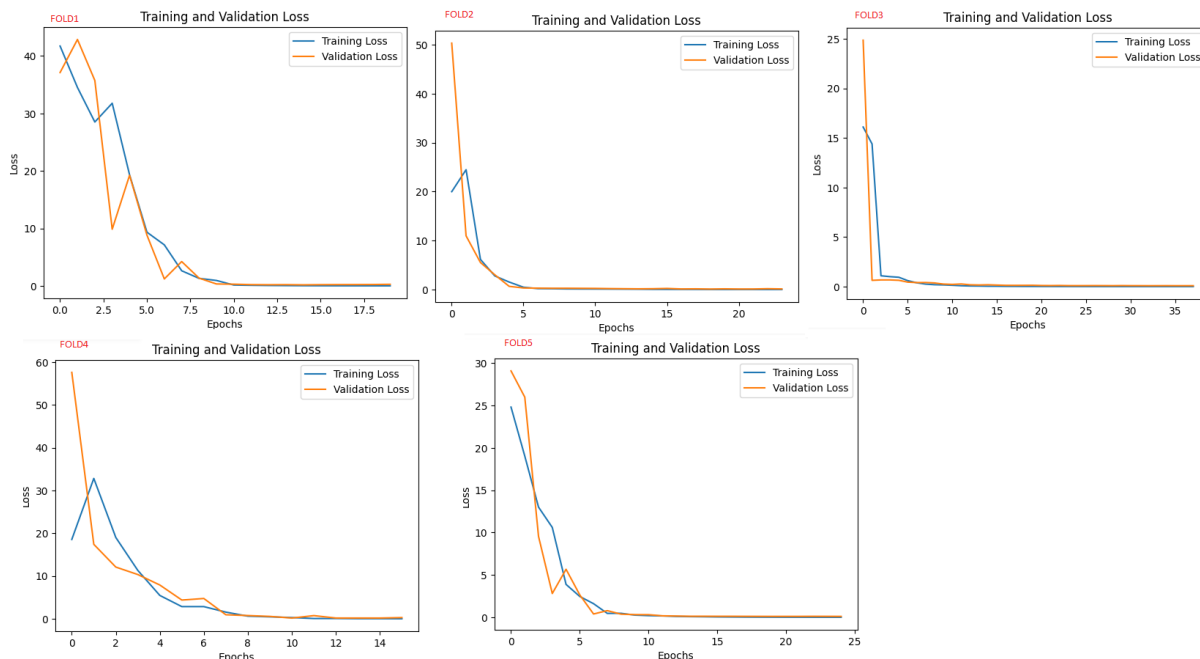 FOLD1
Training and Validation Loss
Training Loss
Validation Loss
Loss
40
30
20
10
0
0.0 2.5 5.0 7.5 10.0 12.5 15.0 17.5
Epochs
FOLD2
Training and Validation Loss
Training Loss
Validation Loss
50
40
30
20
10
0
0 5 10 15 20
Epochs
FOLD3
Training and Validation Loss
Training Loss
Validation Loss
Loss
25
20
15
10
5
0
0 5 10 15 20 25 30 35
Epochs
FOLD4
Training and Validation Loss
Training Loss
Validation Loss
Loss
60
50
40
30
20
10
0
0 2 4 6 8 10 12 14
Epochs
FOLD5
Training and Validation Loss
Training Loss
Validation Loss
Loss
30
25
20
15
10
5
0
0 5 10 15 20 25
Epochs